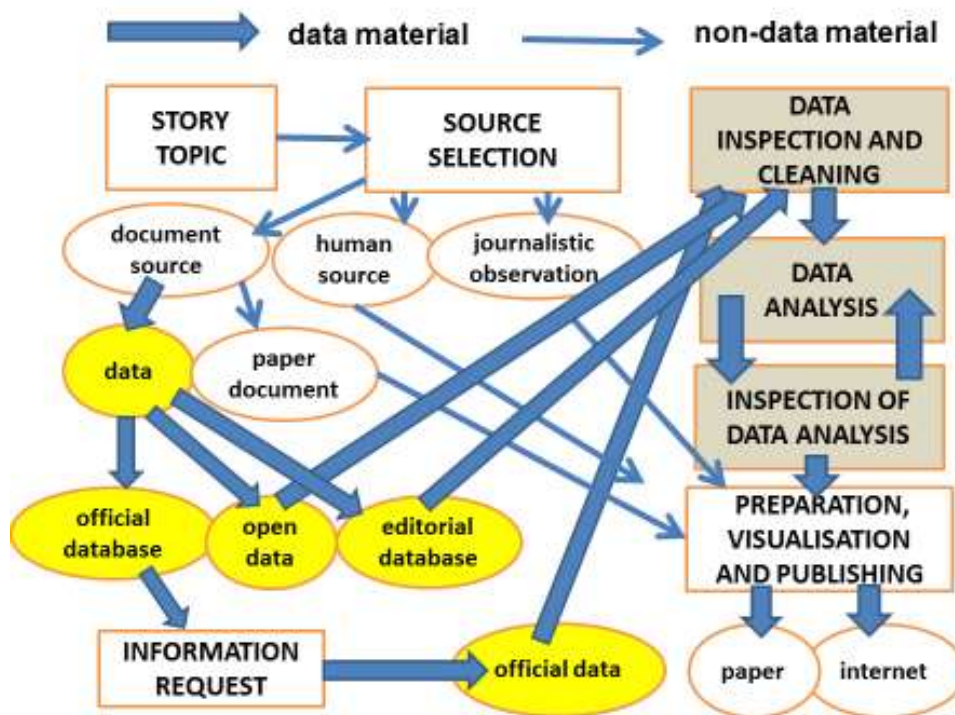 data material
non-data material
STORY
TOPIC
SOURCE
SELECTION
DATA
INSPECTION AND
CLEANING
document
source
human
source
journalistic
observation
DATA
ANALYSIS
data
paper
document
INSPECTION OF
DATA ANALYSIS
official
database
open
data
editorial
database
PREPARATION,
VISUALISATION
AND PUBLISHING
INFORMATION
REQUEST
official data
paper
internet